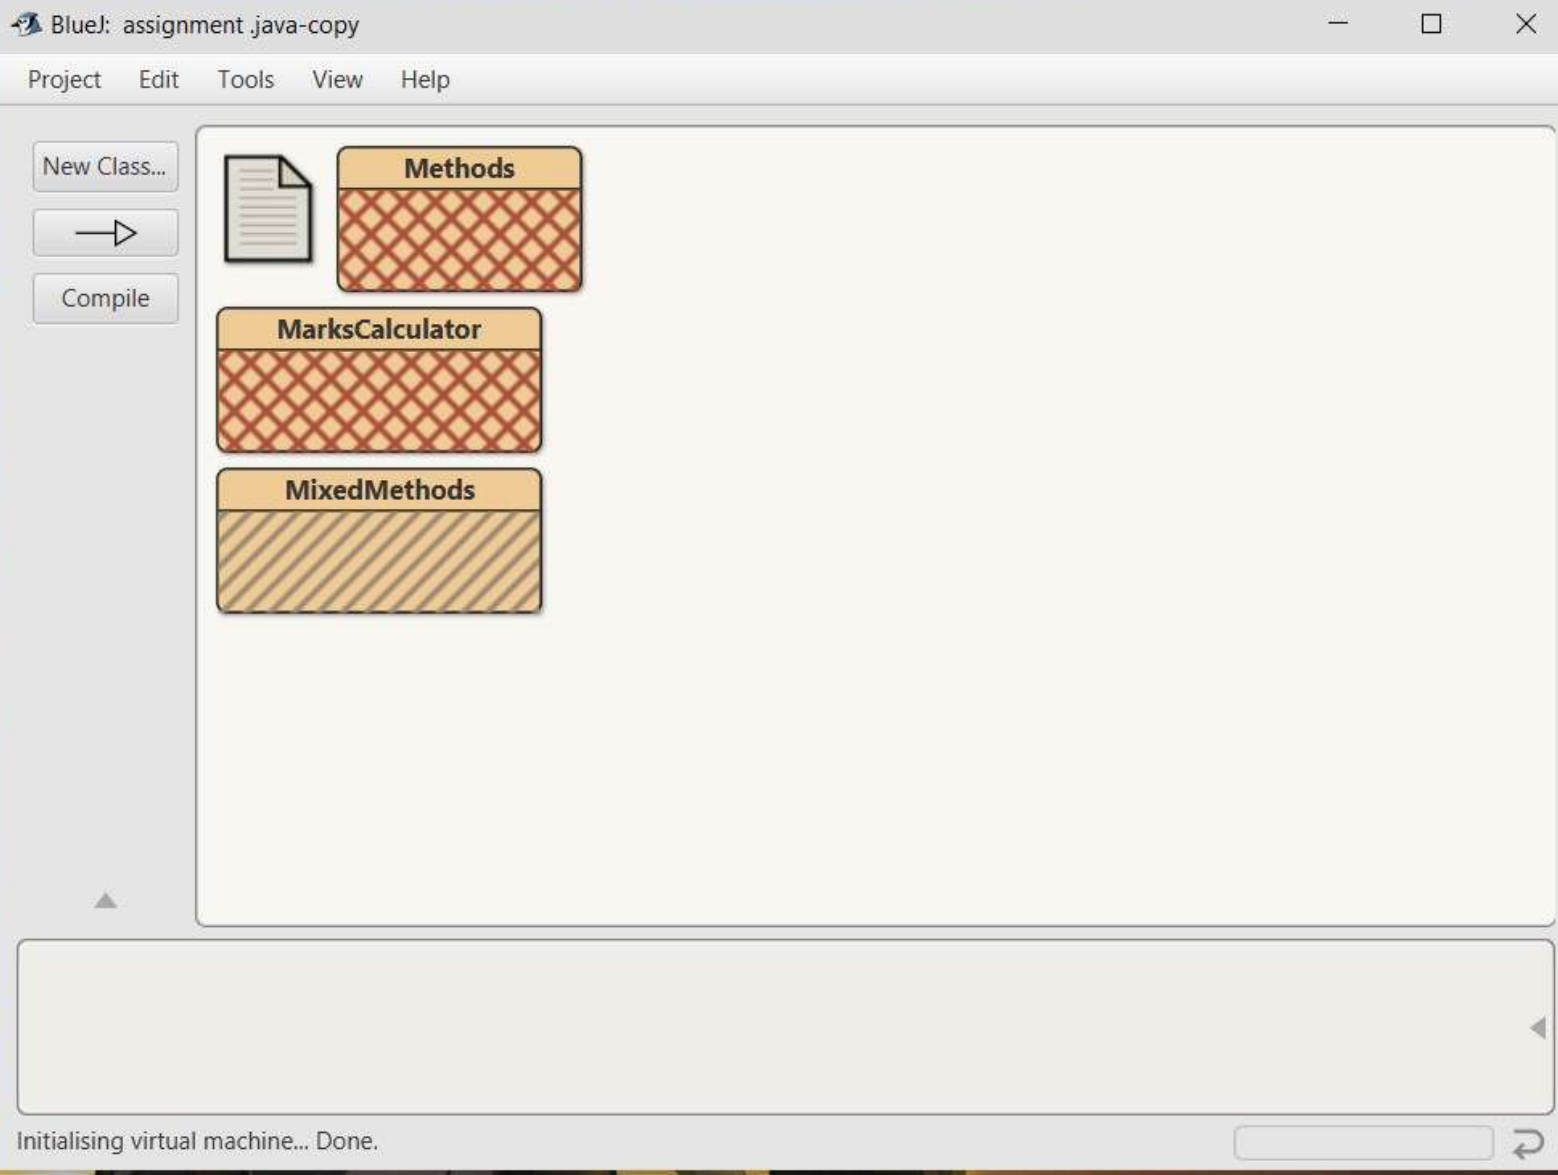 BlueJ:  assignment .java-copy
Project Edit Tools View Help
New Class...
Compile
Methods
MarksCalculator
MixedMethods
Initialising virtual machine... Done.